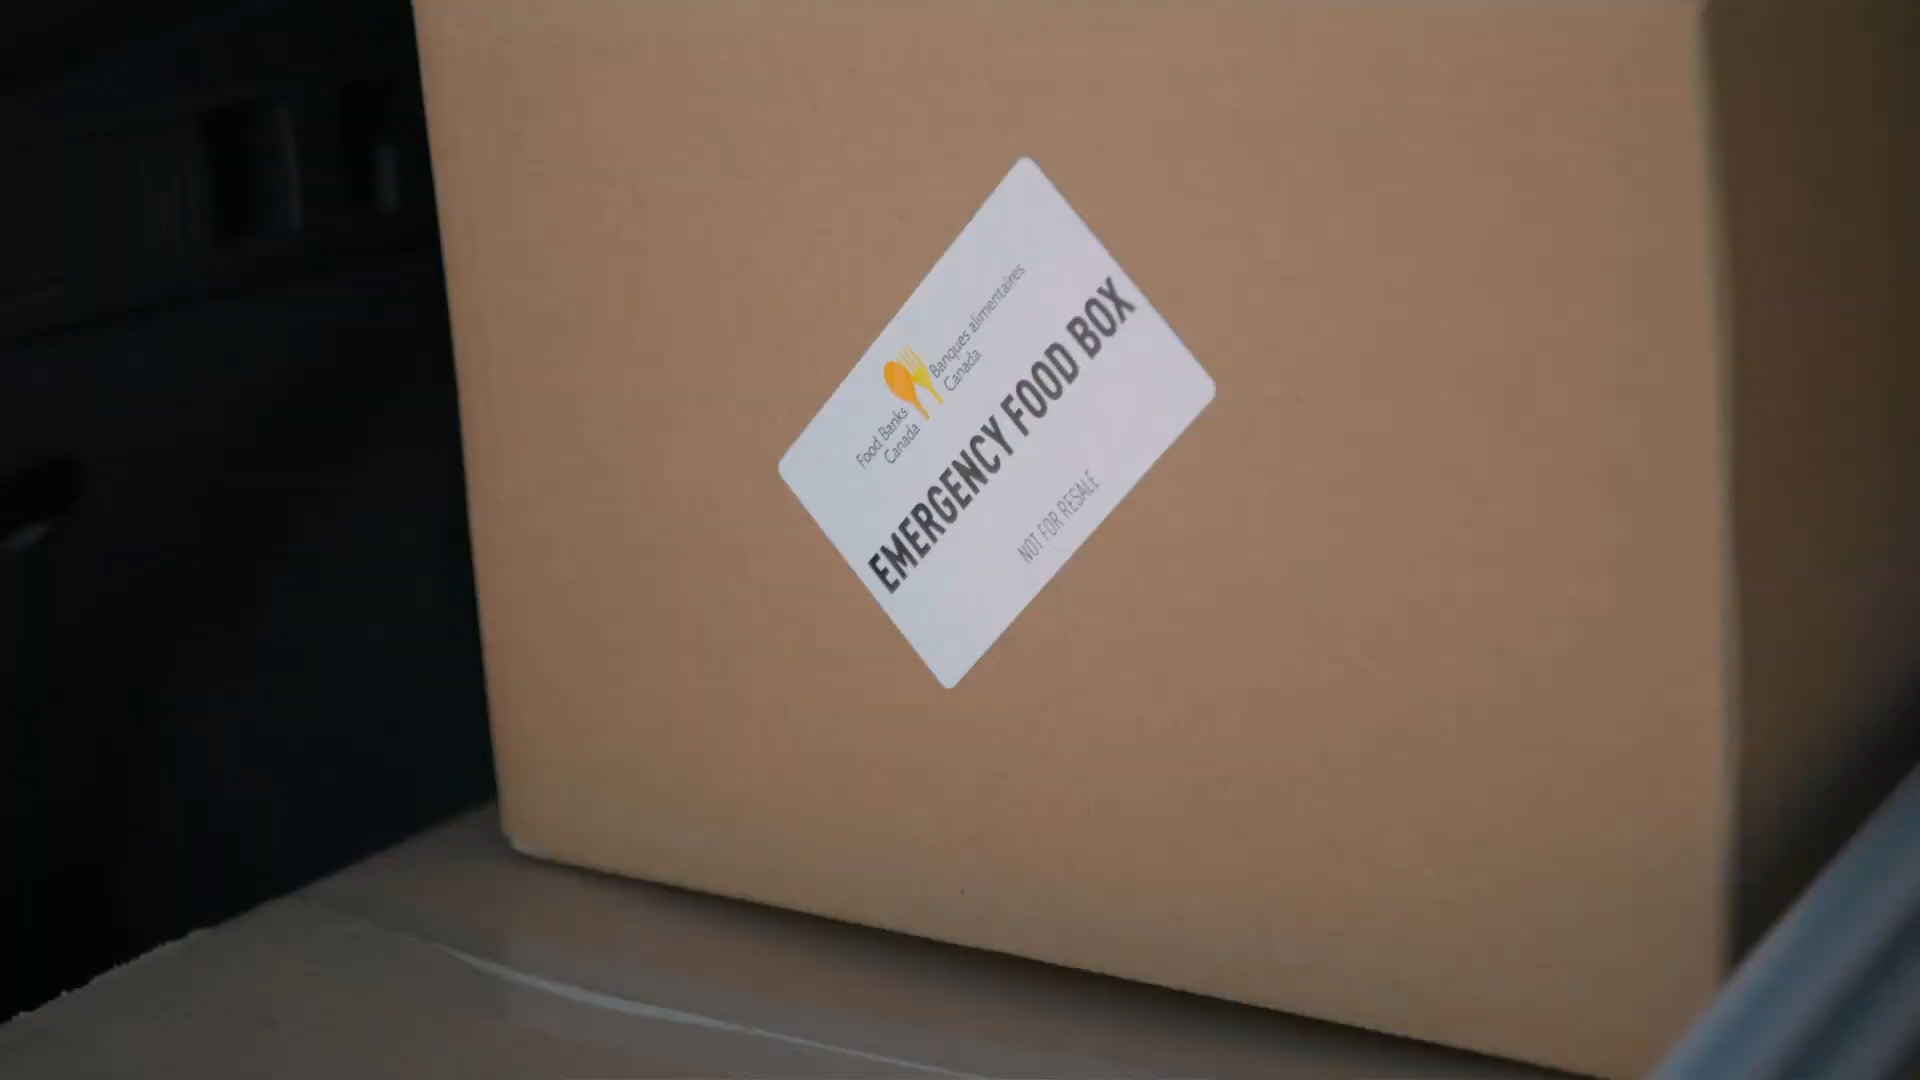 Food Banks
Canada
Banques alimentaires
Canada
EMERGENCY FOOD BOX
NOT FOR RESALE